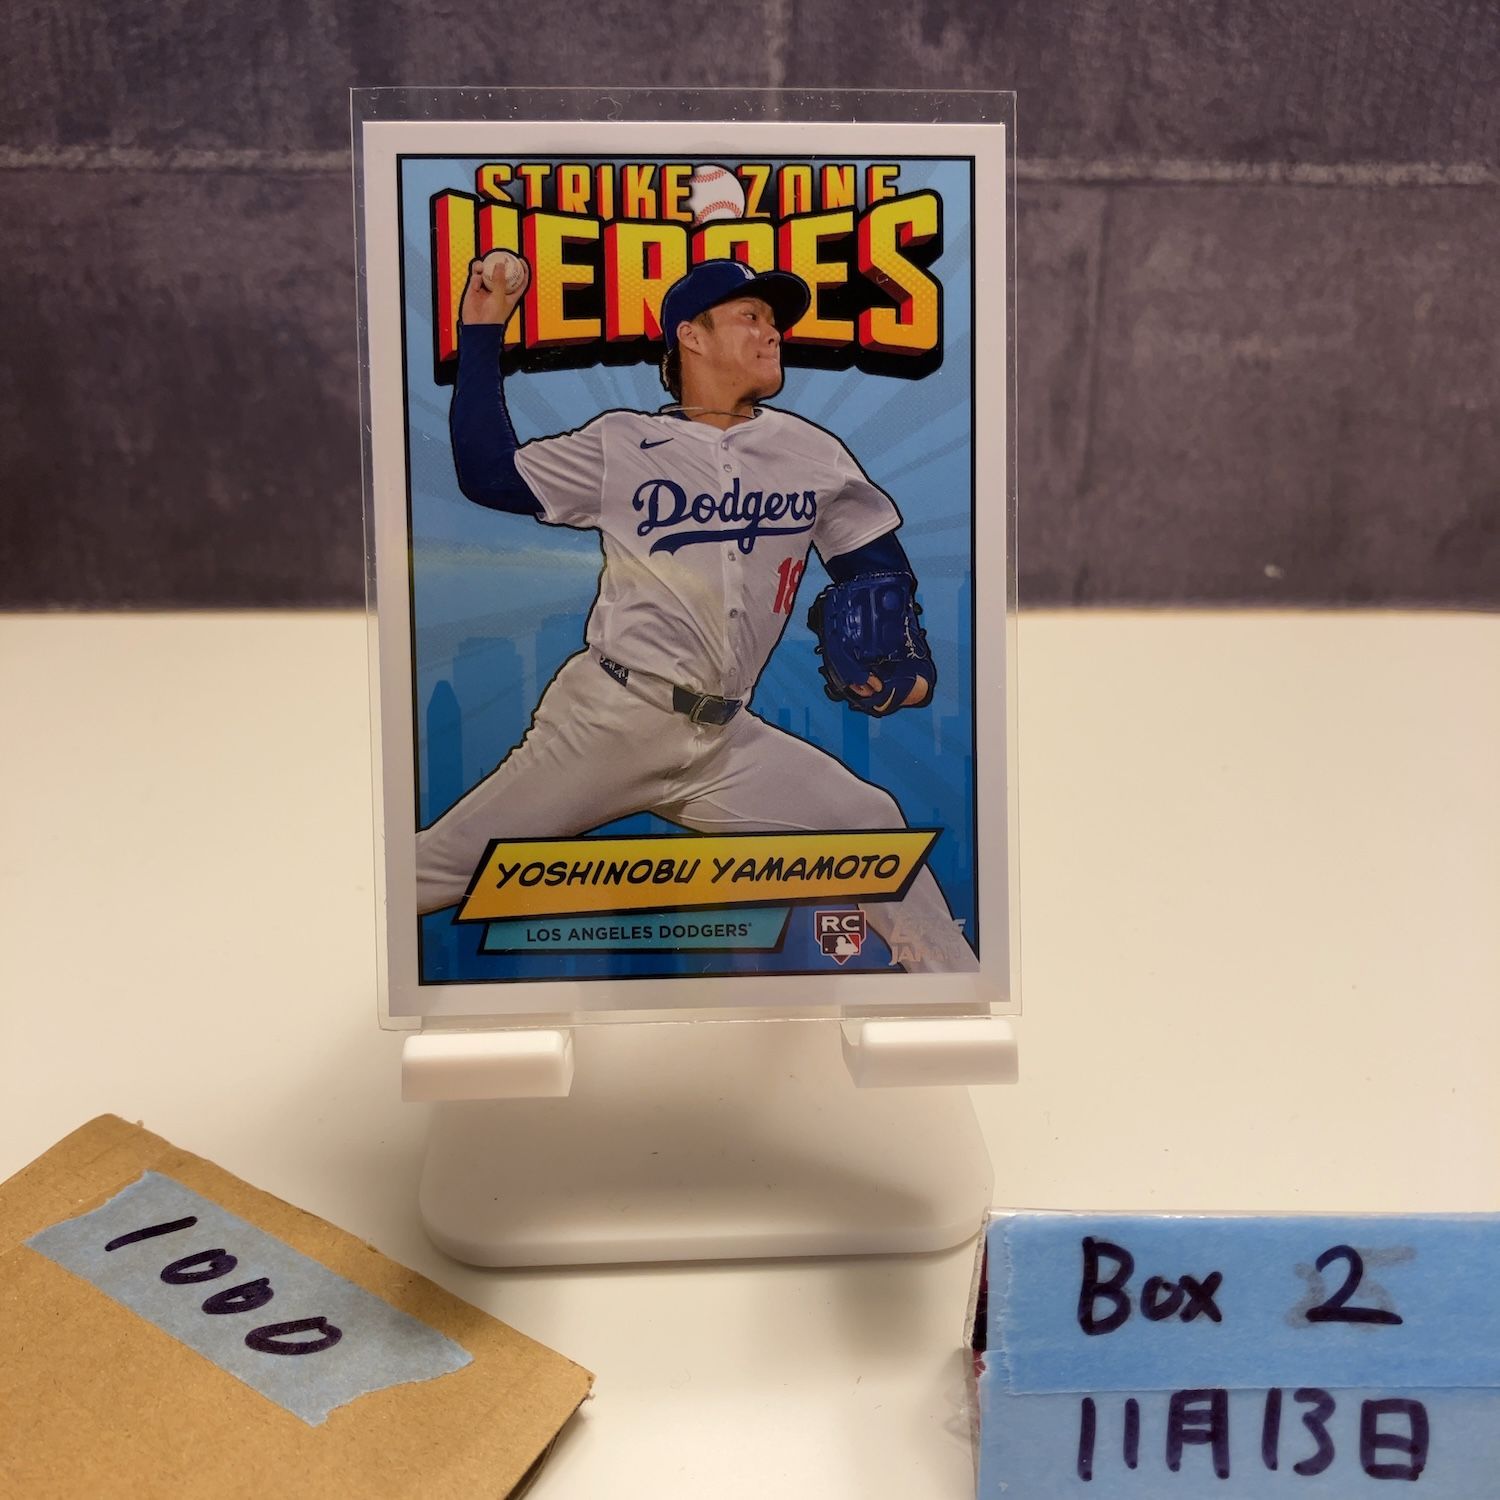 STRIKE ZONE
HEROES
Dodgers
18
YOSHINOBU YAMAMOTO
LOS ANGELES DODGERS
RC
JAPAN
1000
Box 2
11月13日